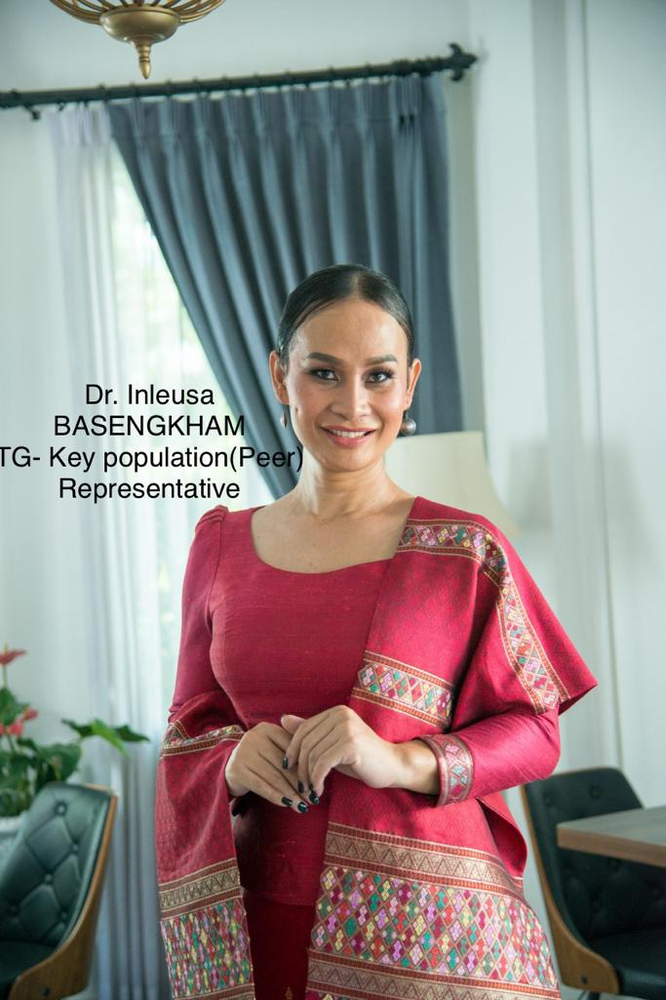 Dr. Inleusa
BASENGKHAM
TG- Key population(Peer)
Representative